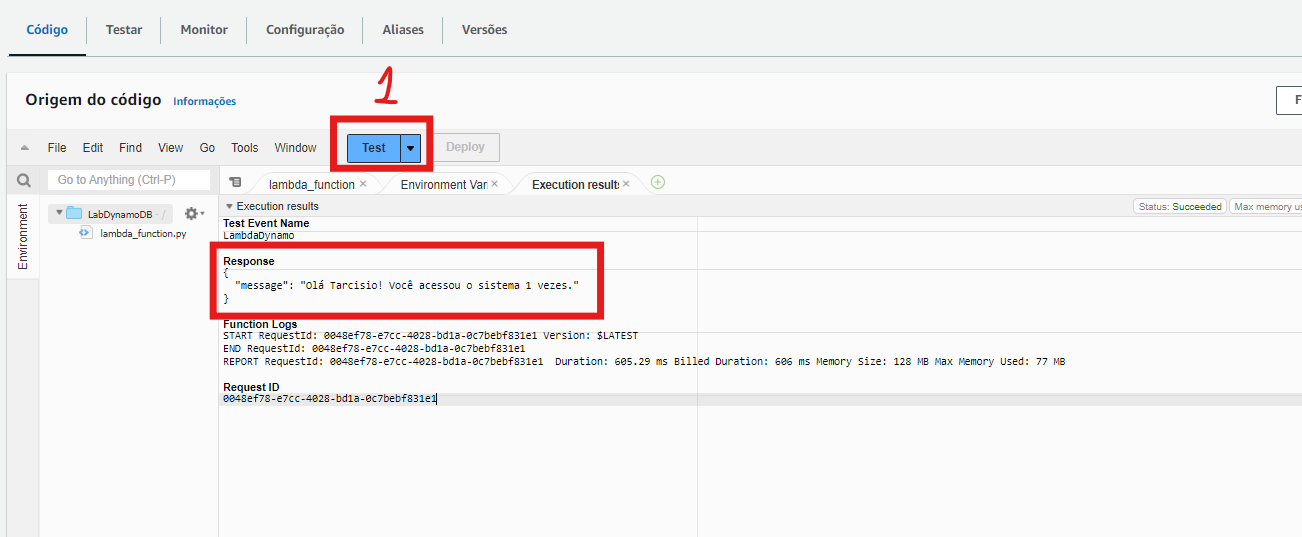 Código Testar Monitor Configuração Aliases Versões
1
Origem do código Informações
F
File Edit Find View Go Tools Window Test Deploy
Go to Anything (Ctrl-P) lambda_function Environment Vari Execution results
Execution results Status: Succeeded Max memory us
Environment
LabDynamoDB - /
lambda_function.py
Test Event Name
LambdaDynamo
Response
{
"message": "Olá Tarcisio! Você acessou o sistema 1 vezes."
}
Function Logs
START RequestId: 0048ef78-e7cc-4028-bd1a-0c7bebf831e1 Version: $LATEST
END RequestId: 0048ef78-e7cc-4028-bd1a-0c7bebf831e1
REPORT RequestId: 0048ef78-e7cc-4028-bd1a-0c7bebf831e1 Duration: 605.29 ms Billed Duration: 606 ms Memory Size: 128 MB Max Memory Used: 77 MB
Request ID
0048ef78-e7cc-4028-bd1a-0c7bebf831e1